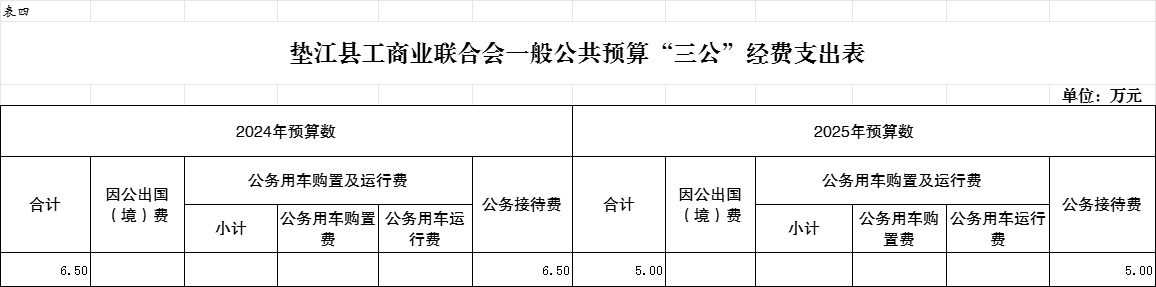 表四
垫江县工商业联合会一般公共预算“三公”经费支出表
单位：万元
2024年预算数 2025年预算数
合计 因公出国（境）费 公务用车购置及运行费 公务接待费 合计 因公出国（境）费 公务用车购置及运行费 公务接待费
小计 公务用车购置费 公务用车运行费 小计 公务用车购置费 公务用车运行费
6.50 6.50 5.00 5.00